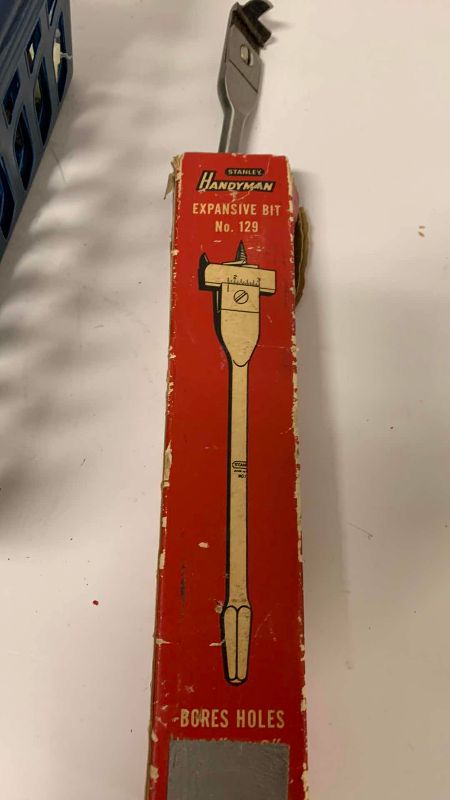 STANLEY
HANDYMAN
EXPANSIVE BIT
No. 129
BORES HOLES